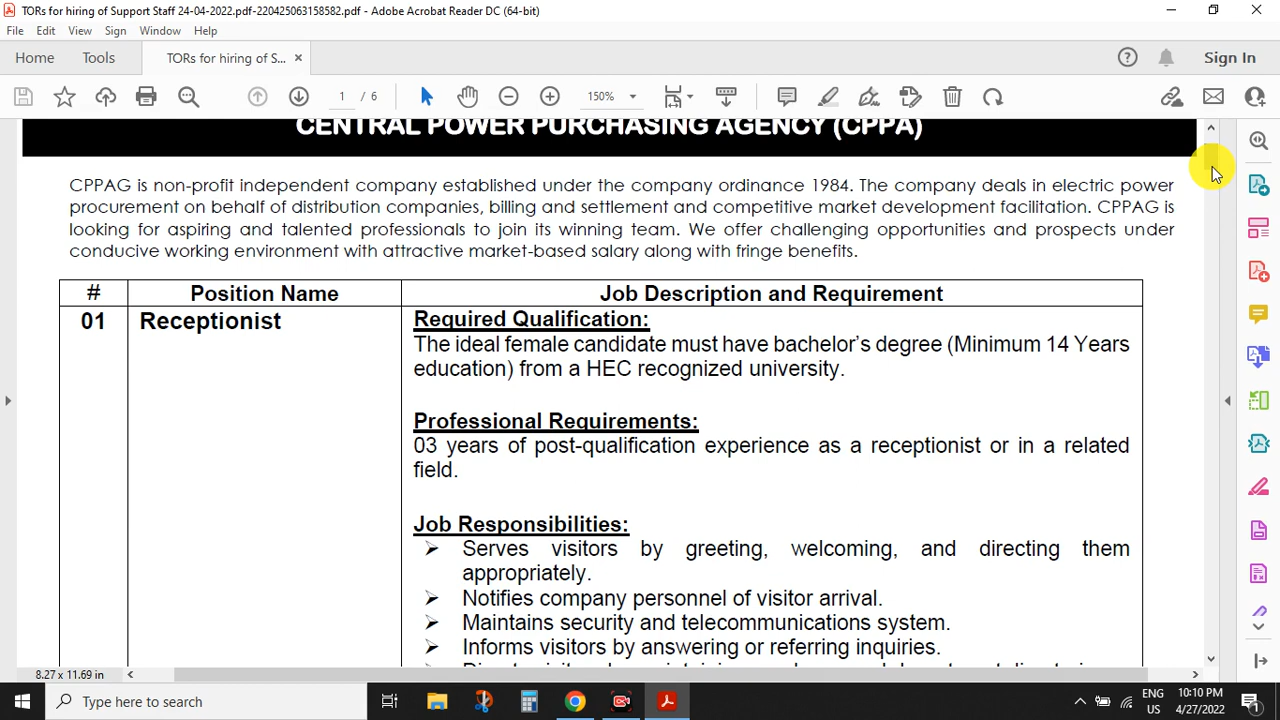 TORs for hiring of Support Staff 24-04-2022.pdf-220425063158582.pdf - Adobe Acrobat Reader DC (64-bit)
File Edit View Sign Window Help
Home Tools TORs for hiring of S... × Sign In
1 / 6 150%
CENTRAL POWER PURCHASING AGENCY (CPPA)
CPPAG is non-profit independent company established under the company ordinance 1984. The company deals in electric power
procurement on behalf of distribution companies, billing and settlement and competitive market development facilitation. CPPAG is
looking for aspiring and talented professionals to join its winning team. We offer challenging opportunities and prospects under
conducive working environment with attractive market-based salary along with fringe benefits.
# Position Name Job Description and Requirement
01 Receptionist Required Qualification:
The ideal female candidate must have bachelor's degree (Minimum 14 Years
education) from a HEC recognized university.
Professional Requirements:
03 years of post-qualification experience as a receptionist or in a related
field.
Job Responsibilities:
➢ Serves visitors by greeting, welcoming, and directing them
appropriately.
➢ Notifies company personnel of visitor arrival.
➢ Maintains security and telecommunications system.
➢ Informs visitors by answering or referring inquiries.
8.27 x 11.69 in
Type here to search
ENG
US
10:10 PM
4/27/2022
1